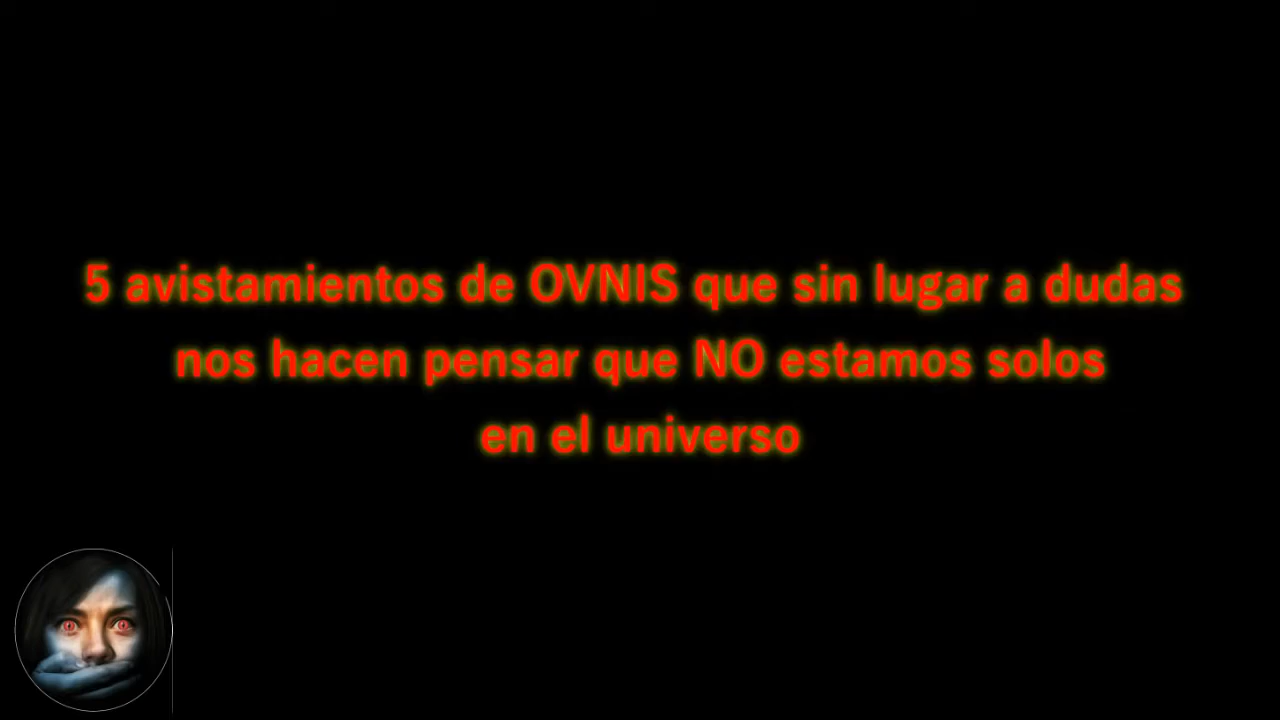 5 avistamientos de OVNIS que sin lugar a dudas
nos hacen pensar que NO estamos solos
en el universo